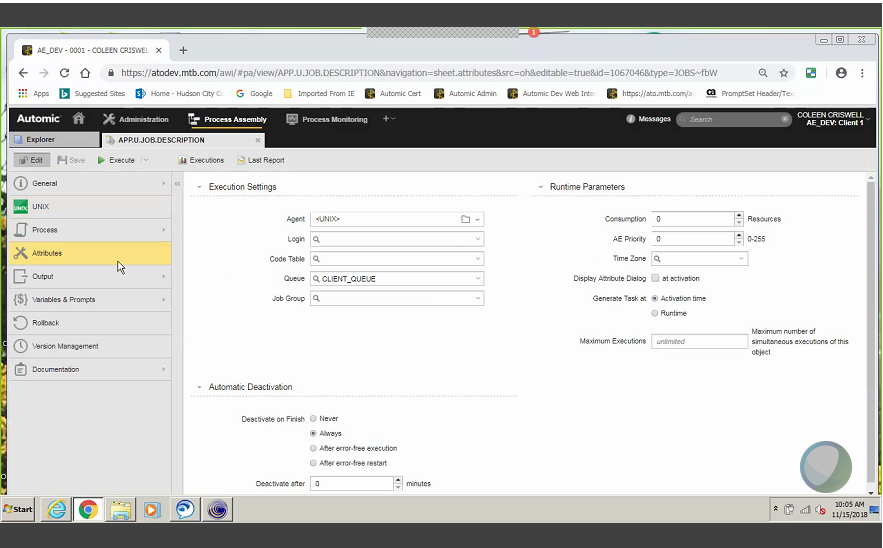 1
AE_DEV - 0001 - COLEEN CRISWELL
https://atodev.mtb.com/awi/#pa/view/APP.U.JOB.DESCRIPTION&navigation=sheet.attributes&src=oh&editable=true&id=1067046&type=JOBS~fbW
Apps Suggested Sites Home - Hudson City Co Google Imported From IE Automic Cert Automic Admin Automic Dev Web Inte https://ato.mtb.com/a PromptSet Header/Tex
Automic Administration Process Assembly Process Monitoring + Messages Search COLEEN CRISWELL
AE_DEV: Client 1
Explorer APP.U.JOB.DESCRIPTION
Edit Save Execute Executions Last Report
General
UNIX
Process
Attributes
Output
{$} Variables & Prompts
Rollback
Version Management
Documentation
Execution Settings
Agent <UNIX>
Login
Code Table
Queue CLIENT_QUEUE
Job Group
Runtime Parameters
Consumption 0 Resources
AE Priority 0 0-255
Time Zone
Display Attribute Dialog at activation
Generate Task at Activation time
Runtime
Maximum Executions unlimited Maximum number of
simultaneous executions of this
object
Automatic Deactivation
Deactivate on Finish Never
Always
After error-free execution
After error-free restart
Deactivate after 0 minutes
Start
10:05 AM
11/15/2018